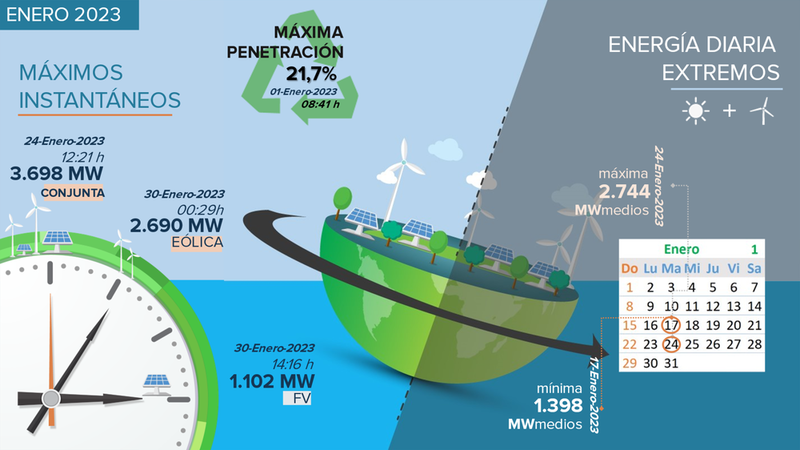 ENERO 2023
MÁXIMOS
INSTANTÁNEOS
24-Enero-2023
12:21 h
3.698 MW
CONJUNTA
30-Enero-2023
00:29h
2.690 MW
EÓLICA
30-Enero-2023
14:16 h
1.102 MW
FV
MÁXIMA
PENETRACIÓN
21,7%
01-Enero-2023
08:41 h
ENERGÍA DIARIA
EXTREMOS
+
máxima
2.744
MWmedios
24-Enero-2023
Enero 1
Do Lu Ma Mi Ju Vi Sa
1 2 3 4 5 6 7
8 9 10 11 12 13 14
15 16 17 18 19 20 21
22 23 24 25 26 27 28
29 30 31
mínima
1.398
MWmedios
17-Enero-2023